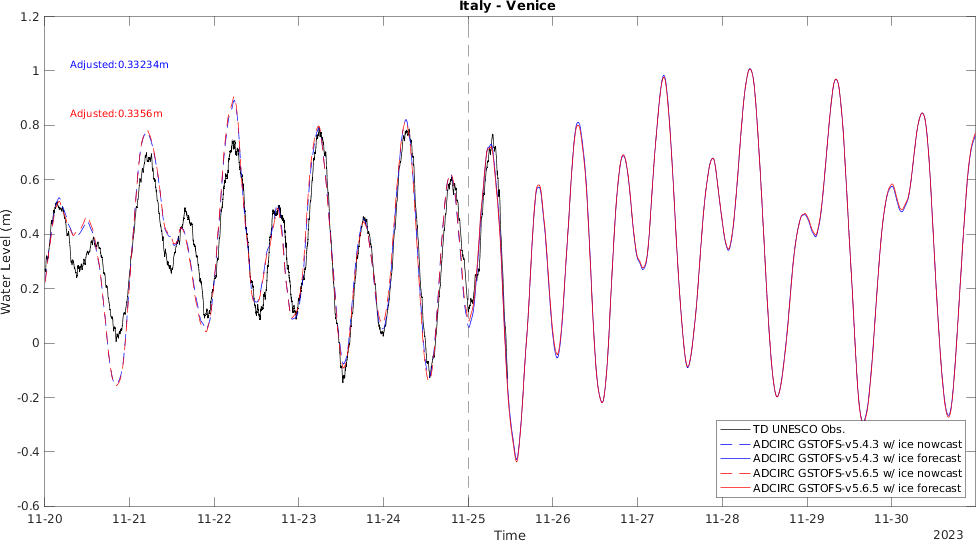 Italy - Venice
1.2
1
0.8
0.6
0.4
0.2
0
-0.2
-0.4
-0.6
Water Level (m)
Adjusted:0.33234m
Adjusted:0.3356m
TD UNESCO Obs.
ADCIRC GSTOFS-v5.4.3 w/ ice nowcast
ADCIRC GSTOFS-v5.4.3 w/ ice forecast
ADCIRC GSTOFS-v5.6.5 w/ ice nowcast
ADCIRC GSTOFS-v5.6.5 w/ ice forecast
11-20 11-21 11-22 11-23 11-24 11-25 11-26 11-27 11-28 11-29 11-30
Time
2023